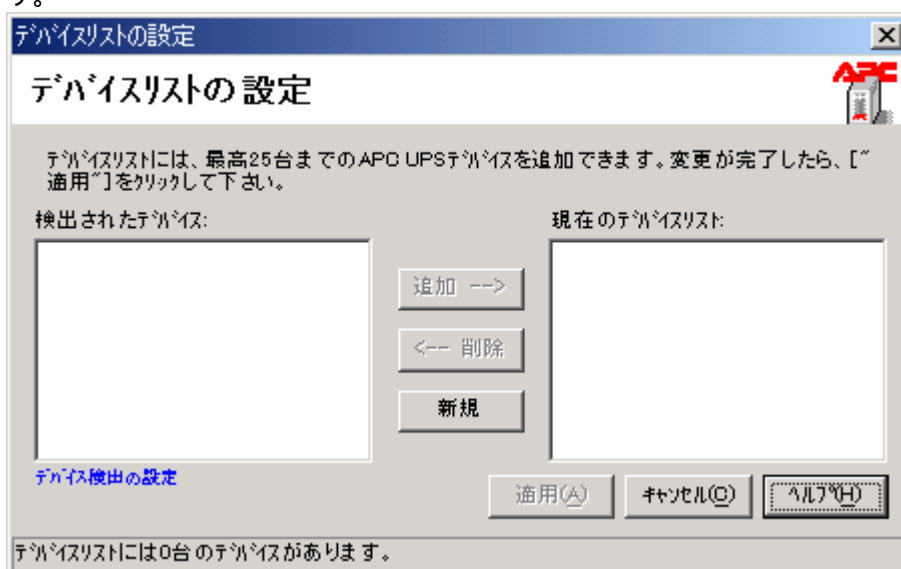 す。
デバイスリストの設定
デバイスリストの設定
APC
デバイスリストには、最高25台までのAPC UPSデバイスを追加できます。変更が完了したら、["
適用"]をクリックして下さい。
検出されたデバイス:
現在のデバイスリスト:
追加 -->
<-- 削除
新規
デバイス検出の設定
適用(A)
キャンセル(C)
ヘルプ(H)
デバイスリストには0台のデバイスがあります。